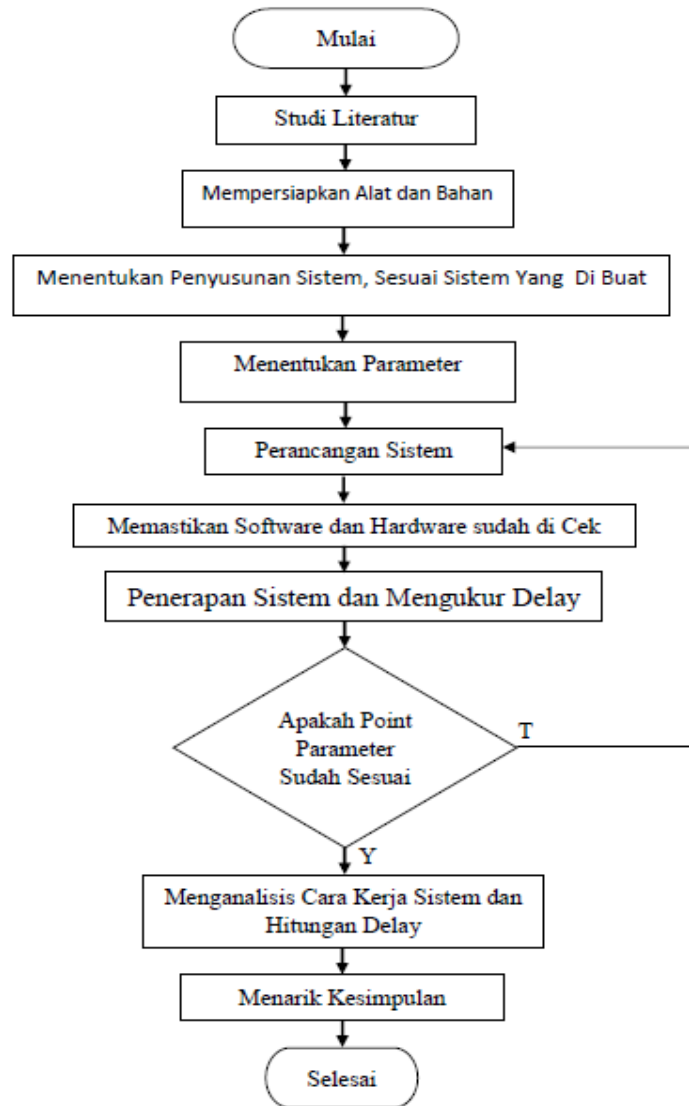 Mulai
Studi Literatur
Mempersiapkan Alat dan Bahan
Menentukan Penyusunan Sistem, Sesuai Sistem Yang Di Buat
Menentukan Parameter
Perancangan Sistem
Memastikan Software dan Hardware sudah di Cek
Penerapan Sistem dan Mengukur Delay
Apakah Point
Parameter
Sudah Sesuai
T
Y
Menganalisis Cara Kerja Sistem dan
Hitungan Delay
Menarik Kesimpulan
Selesai